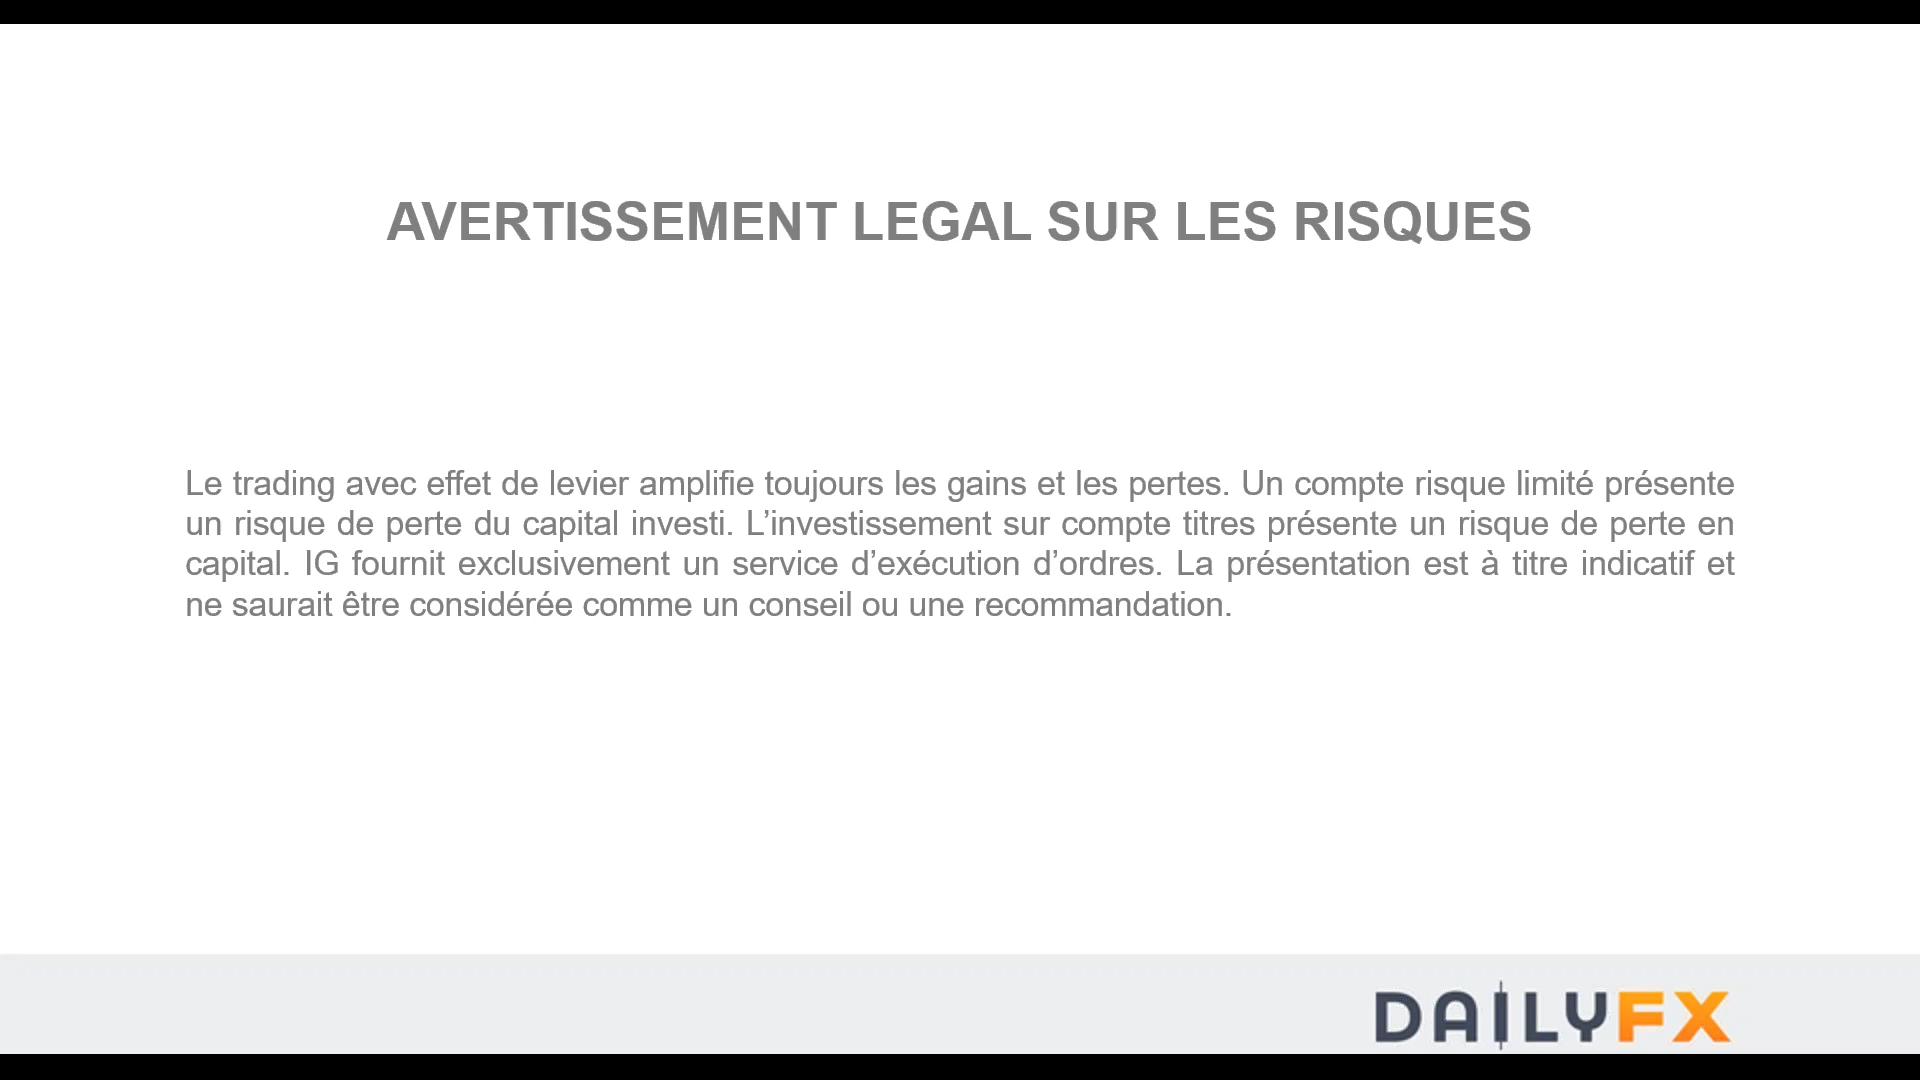 AVERTISSEMENT LEGAL SUR LES RISQUES
Le trading avec effet de levier amplifie toujours les gains et les pertes. Un compte risque limité présente
un risque de perte du capital investi. L’investissement sur compte titres présente un risque de perte en
capital. IG fournit exclusivement un service d’exécution d’ordres. La présentation est à titre indicatif et
ne saurait être considérée comme un conseil ou une recommandation.
DAILYFX